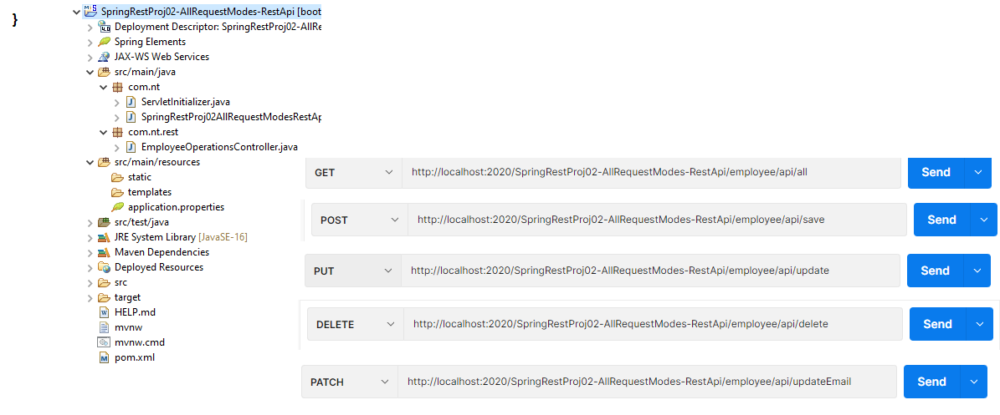 }
SpringRestProj02-AllRequestModes-RestApi [boot
Deployment Descriptor: SpringRestProj02-AllRe
Spring Elements
JAX-WS Web Services
src/main/java
com.nt
ServletInitializer.java
SpringRestProj02AllRequestModesRestAp
com.nt.rest
EmployeeOperationsController.java
src/main/resources
static
templates
application.properties
src/test/java
JRE System Library [JavaSE-16]
Maven Dependencies
Deployed Resources
src
target
HELP.md
mvnw
mvnw.cmd
pom.xml
GET http://localhost:2020/SpringRestProj02-AllRequestModes-RestApi/employee/api/all Send
POST http://localhost:2020/SpringRestProj02-AllRequestModes-RestApi/employee/api/save Send
PUT http://localhost:2020/SpringRestProj02-AllRequestModes-RestApi/employee/api/update Send
DELETE http://localhost:2020/SpringRestProj02-AllRequestModes-RestApi/employee/api/delete Send
PATCH http://localhost:2020/SpringRestProj02-AllRequestModes-RestApi/employee/api/updateEmail Send